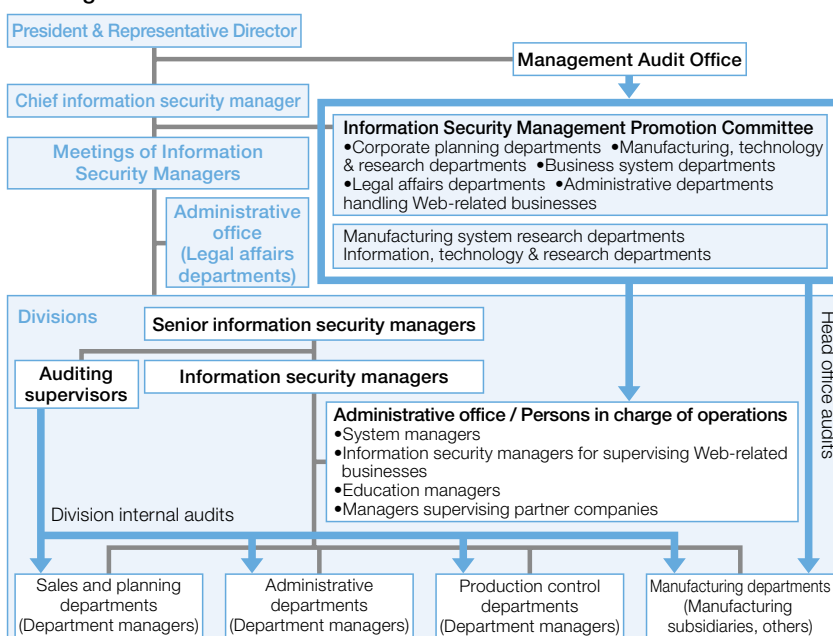 President & Representative Director
Management Audit Office
Chief information security manager
Meetings of Information
Security Managers
Administrative
office
(Legal affairs
departments)
Information Security Management Promotion Committee
•Corporate planning departments •Manufacturing, technology
& research departments •Business system departments
•Legal affairs departments •Administrative departments
handling Web-related businesses
Manufacturing system research departments
Information, technology & research departments
Divisions
Senior information security managers
Auditing
supervisors
Information security managers
Administrative office / Persons in charge of operations
•System managers
•Information security managers for supervising Web-related
businesses
•Education managers
•Managers supervising partner companies
Head office audits
Division internal audits
Sales and planning
departments
(Department managers)
Administrative
departments
(Department managers)
Production control
departments
(Department managers)
Manufacturing departments
(Manufacturing
subsidiaries, others)